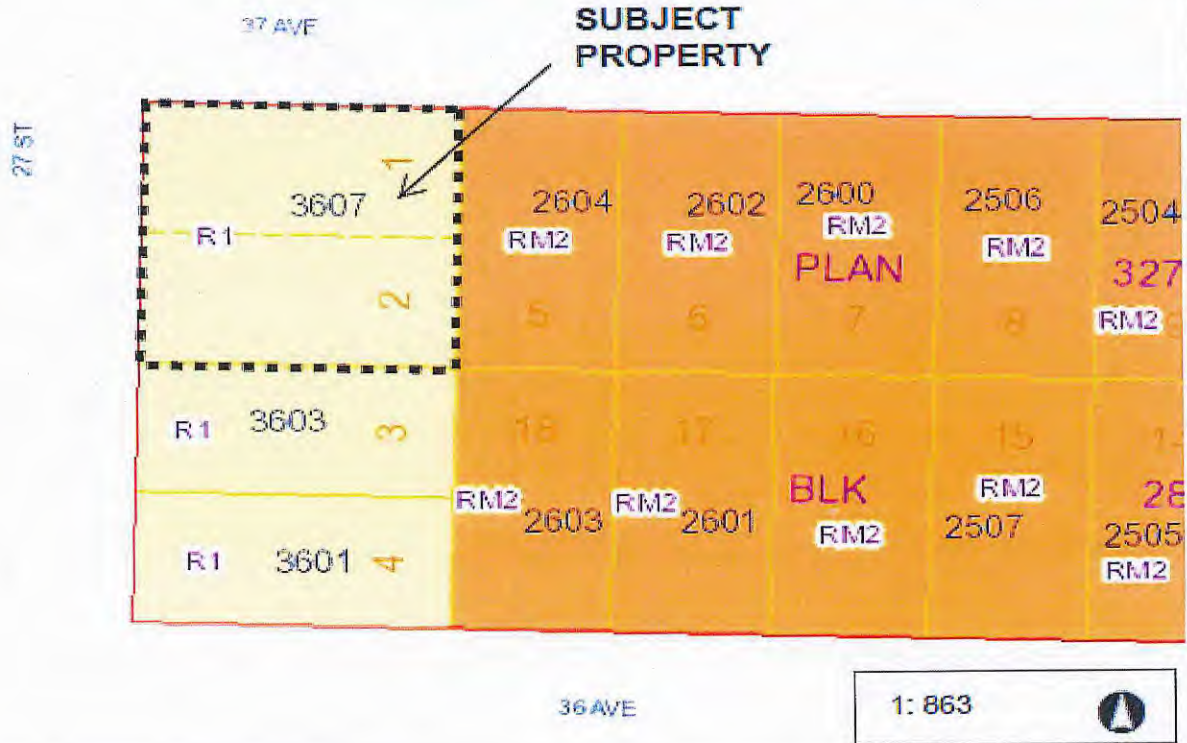 37 AVE
SUBJECT
PROPERTY
27 ST
1
3607
R1
2
2604
RM2
5
2602
RM2
6
2600
RM2
PLAN
7
2506
RM2
8
2504
327
RM2
9
R1
3603
3
R1
3601
4
18
RM2
2603
17
RM2
2601
16
BLK
RM2
15
RM2
2507
28
2505
RM2
36 AVE
1: 863